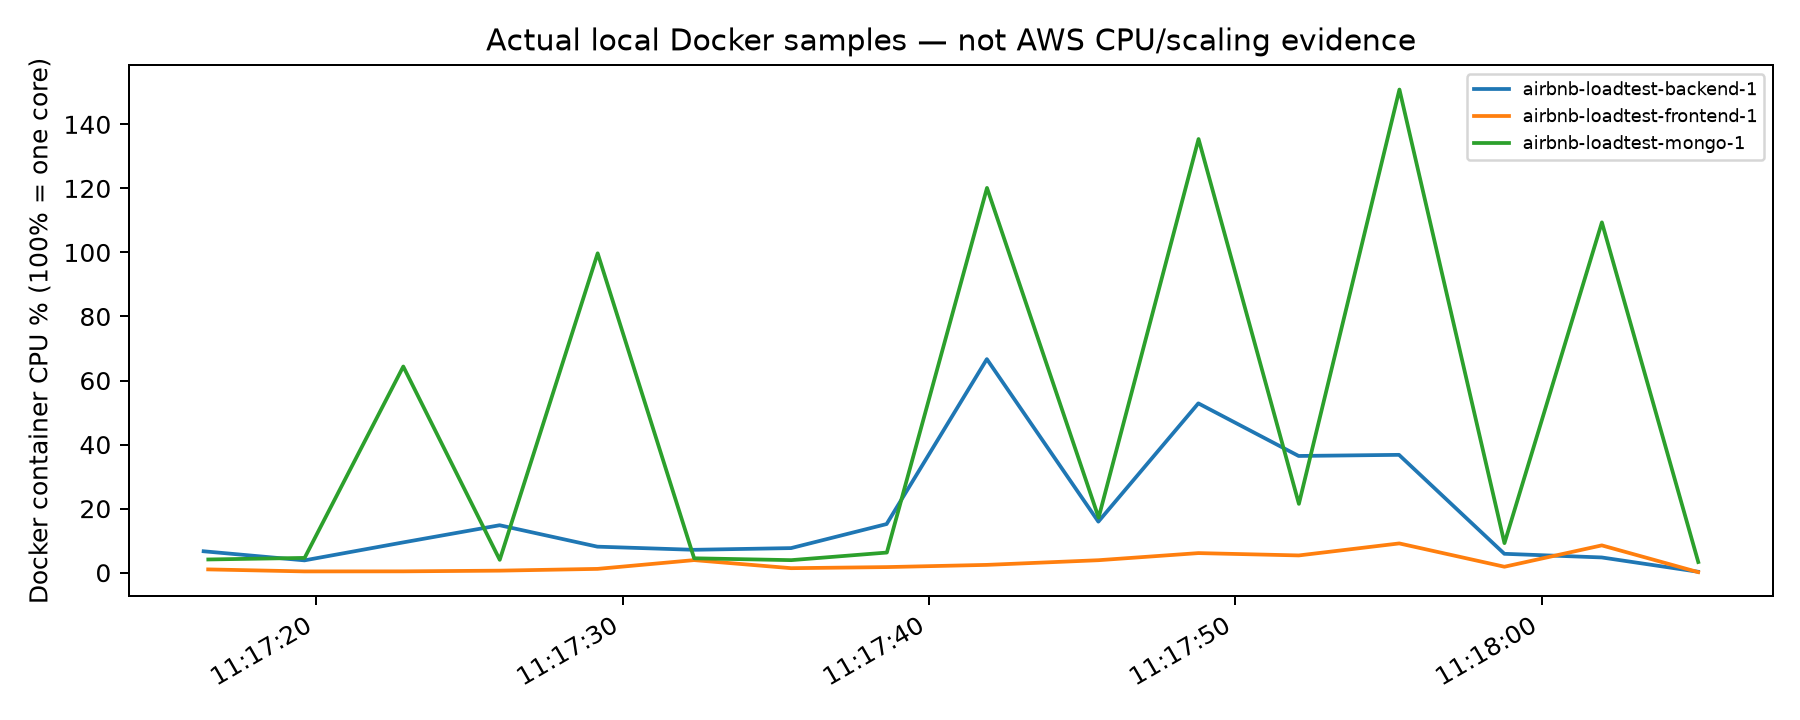 Actual local Docker samples — not AWS CPU/scaling evidence
Docker container CPU % (100% = one core)
140
120
100
80
60
40
20
0
airbnb-loadtest-backend-1
airbnb-loadtest-frontend-1
airbnb-loadtest-mongo-1
11:17:20
11:17:30
11:17:40
11:17:50
11:18:00